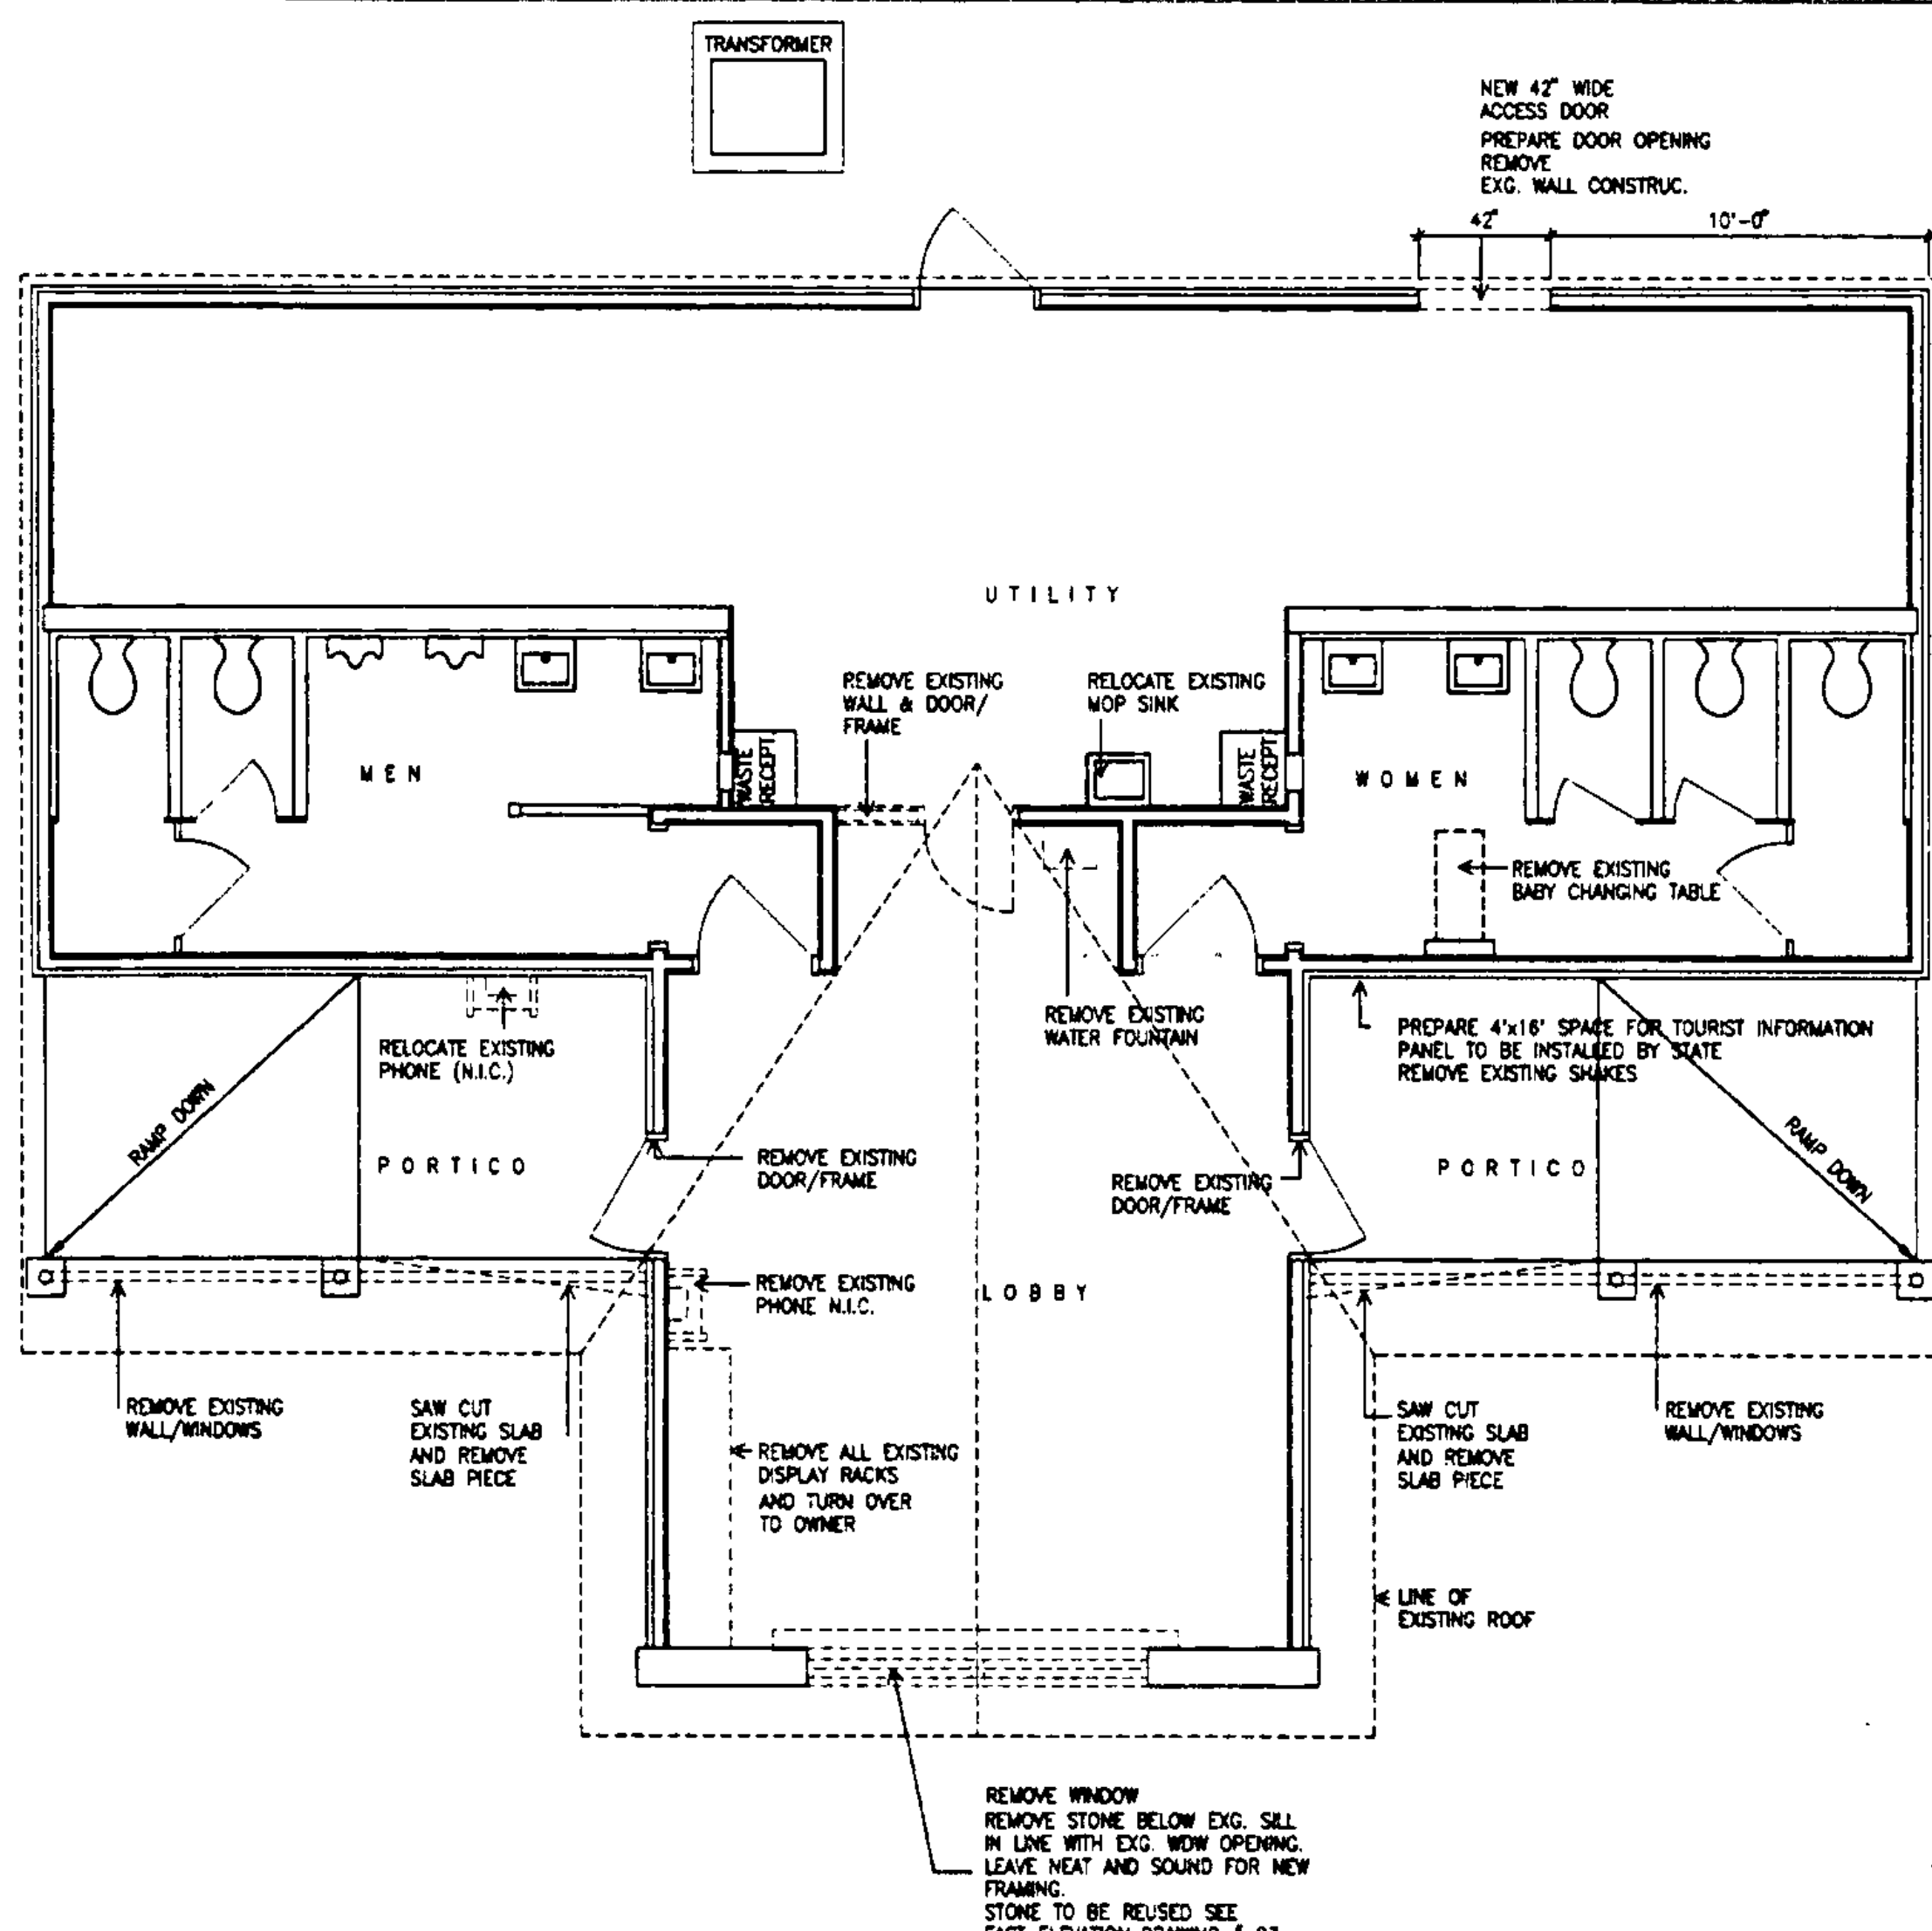 TRANSFORMER
NEW 42" WIDE
ACCESS DOOR
PREPARE DOOR OPENING
REMOVE
EXG. WALL CONSTRUC.
42"
10'-0"
UTILITY
REMOVE EXISTING
WALL & DOOR/
FRAME
RELOCATE EXISTING
MOP SINK
MEN
WASTE
RECEPT.
WASTE
RECEPT.
WOMEN
REMOVE EXISTING
BABY CHANGING TABLE
REMOVE EXISTING
WATER FOUNTAIN
PREPARE 4'x16' SPACE FOR TOURIST INFORMATION
PANEL TO BE INSTALLED BY STATE
REMOVE EXISTING SHAKES
RELOCATE EXISTING
PHONE (N.I.C.)
RAMP DOWN
PORTICO
REMOVE EXISTING
DOOR/FRAME
REMOVE EXISTING
DOOR/FRAME
PORTICO
RAMP DOWN
REMOVE EXISTING
PHONE N.I.C.
LOBBY
REMOVE EXISTING
WALL/WINDOWS
SAW CUT
EXISTING SLAB
AND REMOVE
SLAB PIECE
REMOVE ALL EXISTING
DISPLAY RACKS
AND TURN OVER
TO OWNER
SAW CUT
EXISTING SLAB
AND REMOVE
SLAB PIECE
REMOVE EXISTING
WALL/WINDOWS
LINE OF
EXISTING ROOF
REMOVE WINDOW
REMOVE STONE BELOW EXG. SILL
IN LINE WITH EXG. WDW OPENING.
LEAVE NEAT AND SOUND FOR NEW
FRAMING.
STONE TO BE REUSED SEE
EAST ELEVATION DRAWING